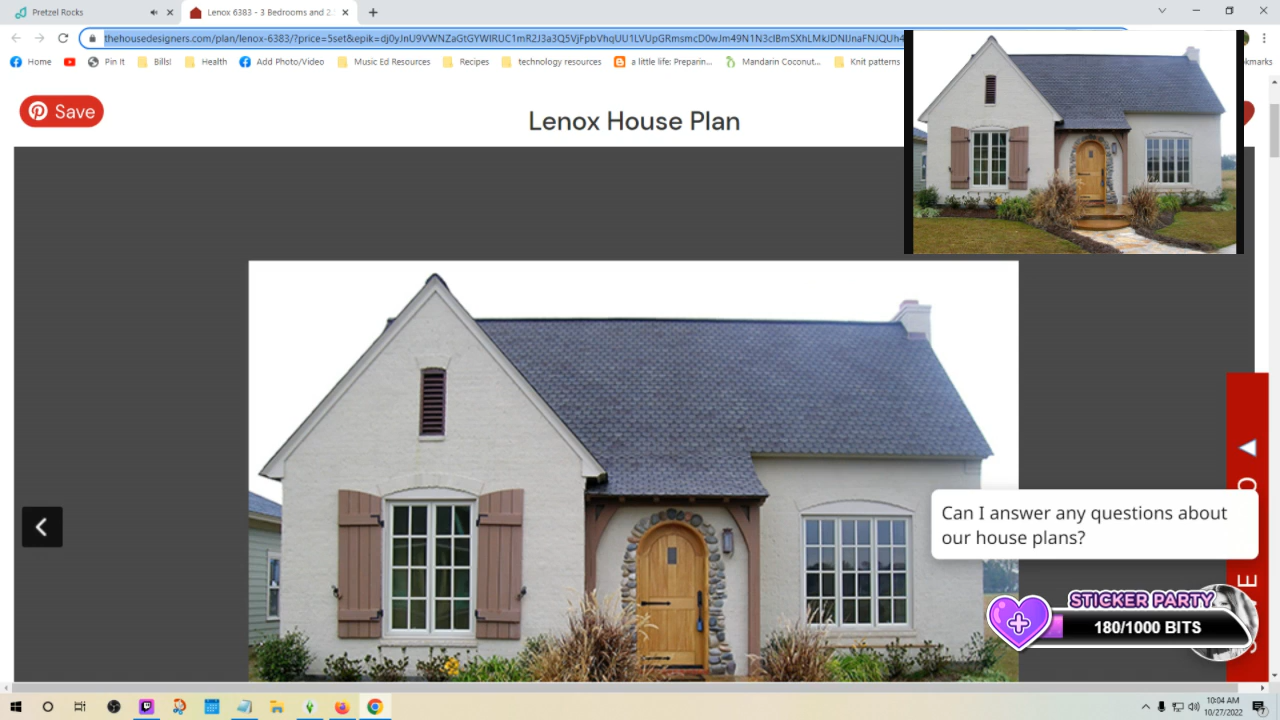 Pretzel Rocks
Lenox 6383 - 3 Bedrooms and 2.
thehousedesigners.com/plan/lenox-6383/?price=5set&epik=
Home
Pin It
Bills!
Health
Add Photo/Video
Music Ed Resources
Recipes
technology resources
a little life: Preparin...
Mandarin Coconut...
Knit patterns
kmarks
Save
Lenox House Plan
Can I answer any questions about
our house plans?
STICKER PARTY
180/1000 BITS
10:04 AM
10/27/2022